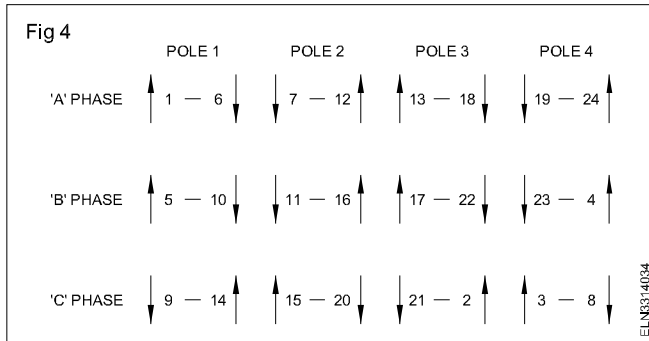 Fig 4
POLE 1 POLE 2 POLE 3 POLE 4
'A' PHASE 1 — 6 7 — 12 13 — 18 19 — 24
'B' PHASE 5 — 10 11 — 16 17 — 22 23 — 4
'C' PHASE 9 — 14 15 — 20 21 — 2 3 — 8
ELN3314034